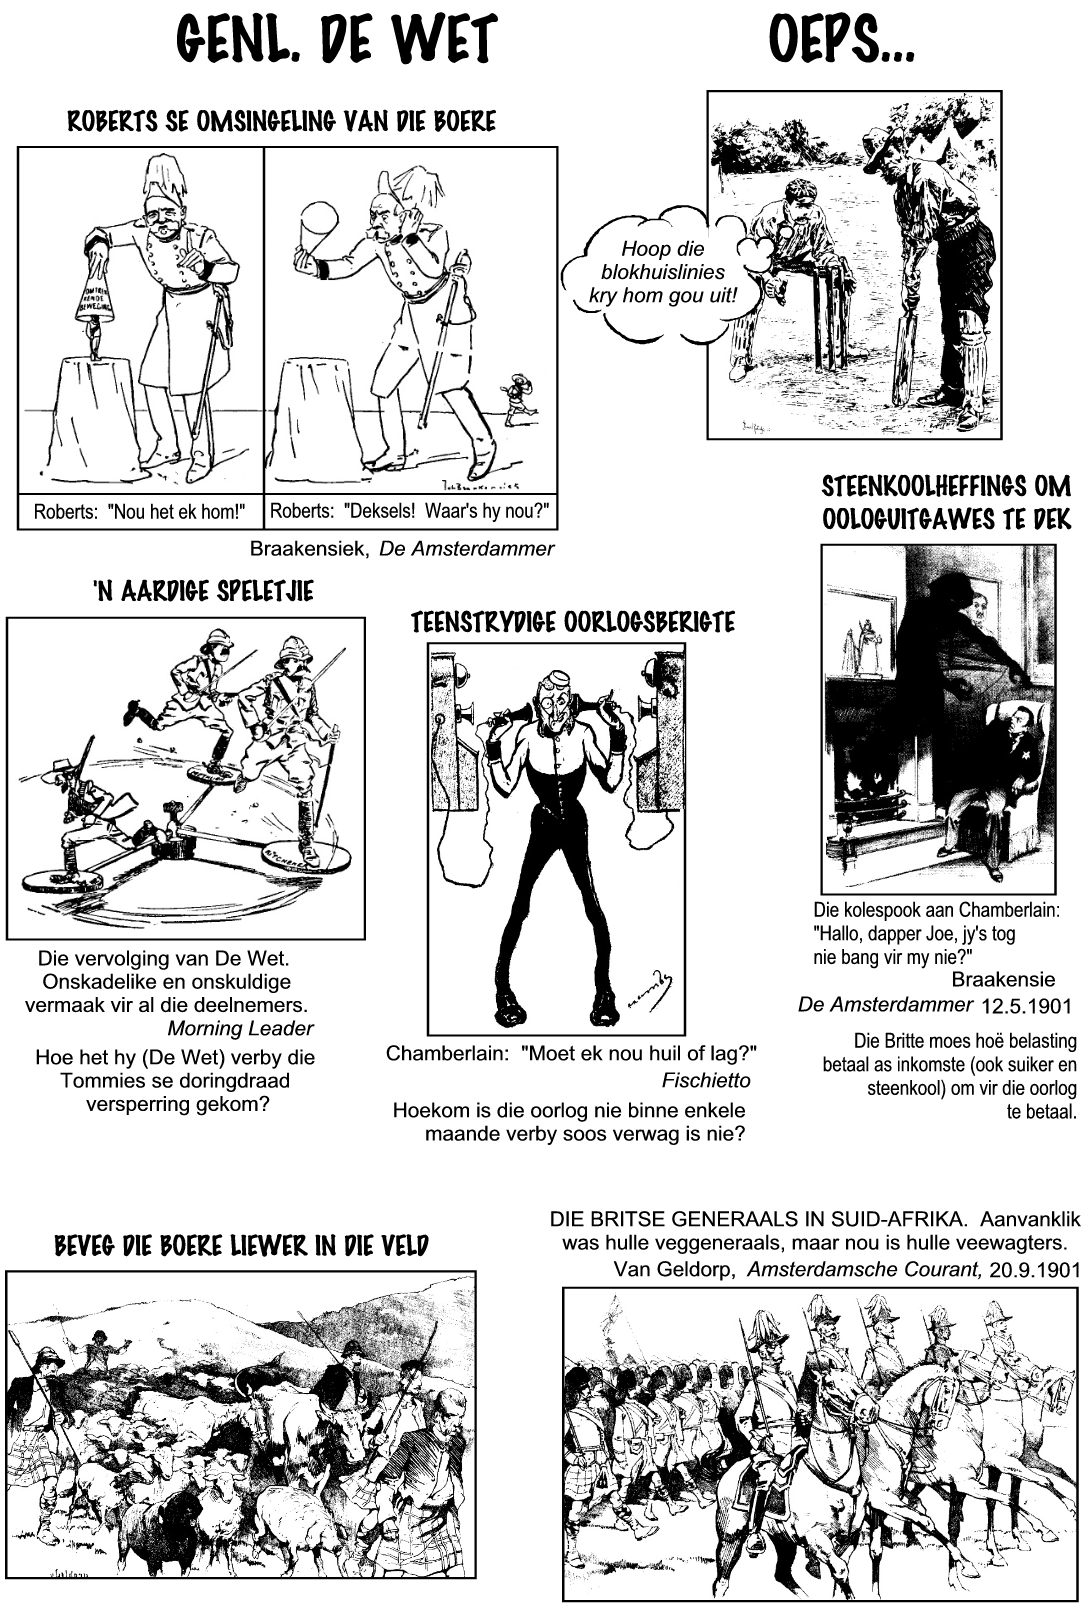 GENL. DE WET
OEPS...
ROBERTS SE OMSINGELING VAN DIE BOERE
OMTREK
KENDE
BEWEGING
Roberts: "Nou het ek hom!"
Roberts: "Deksels! Waar's hy nou?"
Braakensiek, De Amsterdammer
Hoop die
blokhuislinies
kry hom gou uit!
'N AARDIGE SPELETJIE
Die vervolging van De Wet.
Onskadelike en onskuldige
vermaak vir al die deelnemers.
Morning Leader
Hoe het hy (De Wet) verby die
Tommies se doringdraad
versperring gekom?
TEENSTRYDIGE OORLOGSBERIGTE
Chamberlain: "Moet ek nou huil of lag?"
Fischietto
Hoekom is die oorlog nie binne enkele
maande verby soos verwag is nie?
STEENKOOLHEFFINGS OM
OOLOGUITGAWES TE DEK
Die kolespook aan Chamberlain:
"Hallo, dapper Joe, jy's tog
nie bang vir my nie?"
Braakensie
De Amsterdammer 12.5.1901
Die Britte moes hoë belasting
betaal as inkomste (ook suiker en
steenkool) om vir die oorlog
te betaal.
BEVEG DIE BOERE LIEWER IN DIE VELD
DIE BRITSE GENERAALS IN SUID-AFRIKA. Aanvanklik
was hulle veggeneraals, maar nou is hulle veewagters.
Van Geldorp, Amsterdamsche Courant, 20.9.1901